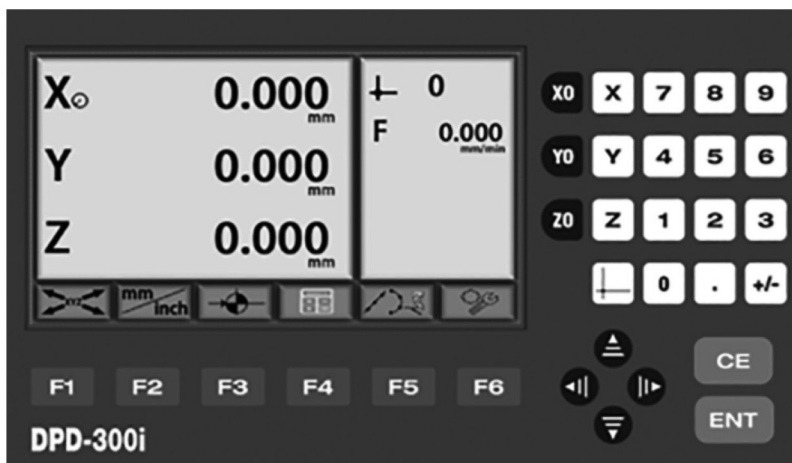 X 0.000
mm
Y 0.000
mm
Z 0.000
mm
0
F 0.000
mm/min
XYZ
mm/inch
X0 X 7 8 9
Y0 Y 4 5 6
Z0 Z 1 2 3
0 . +/-
F1 F2 F3 F4 F5 F6
CE
ENT
DPD-300i